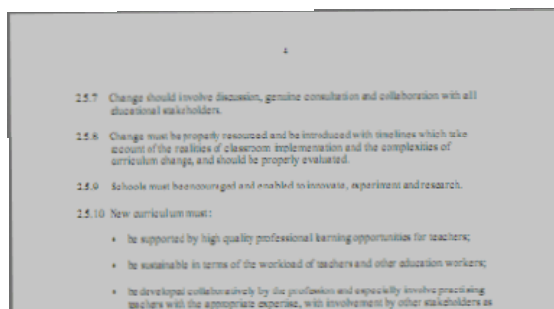 4
2.5.7 Change should involve discussion, genuine consultation and collaboration with all
educational stakeholders.
2.5.8 Change must be properly resourced and be introduced with timelines which take
account of the realities of classroom implementation and the complexities of
curriculum change, and should be properly evaluated.
2.5.9 Schools must be encouraged and enabled to innovate, experiment and research.
2.5.10 New curriculum must:
• be supported by high quality professional learning opportunities for teachers;
• be sustainable in terms of the workload of teachers and other education workers;
• be developed collaboratively by the profession and especially involve practising
teachers with the appropriate expertise, with involvement by other stakeholders as